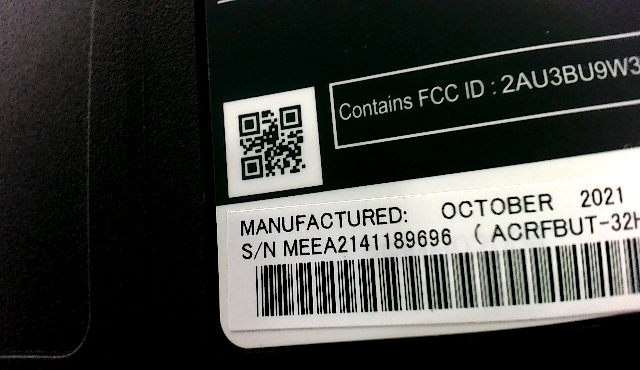 Contains FCC ID : 2AU3BU9W3
MANUFACTURED: OCTOBER 2021
S/N MEEA2141189696 ( ACRFBUT-32H